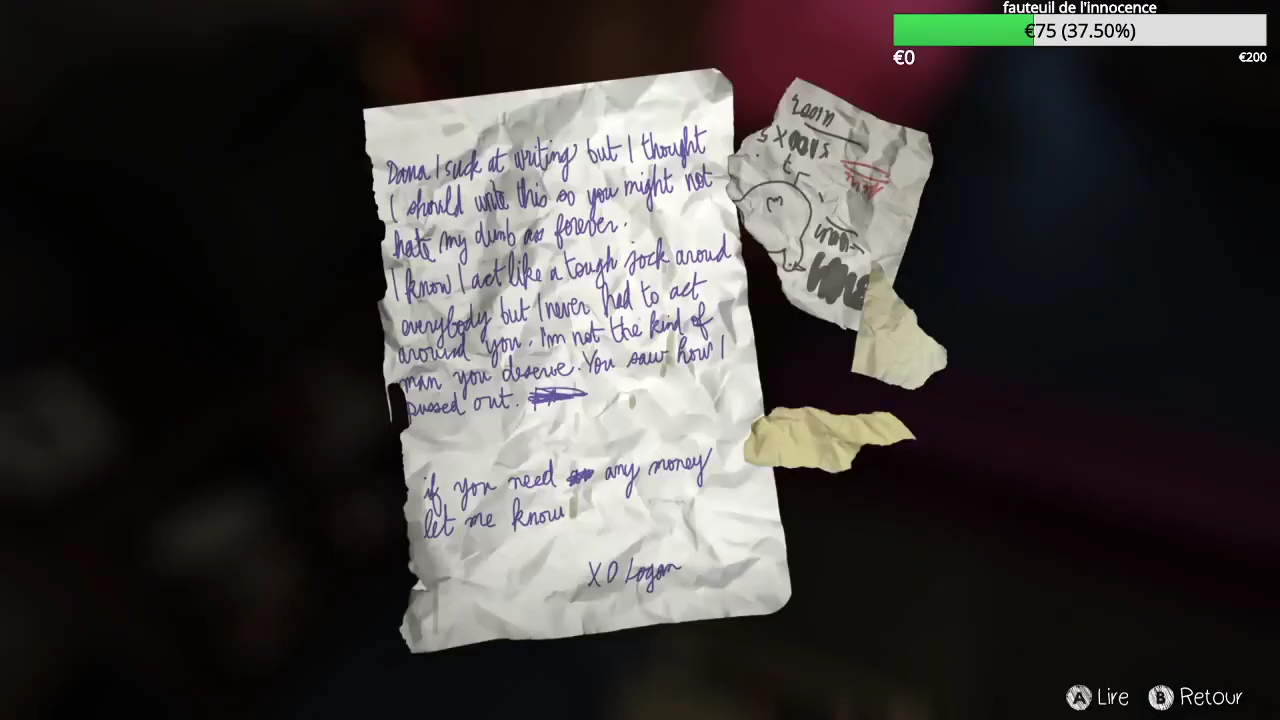 fauteuil de l'innocence
€75 (37.50%)
€0
€200
Dana I suck at writing but I thought
I should write this so you might not
hate my dumb ass forever.
I know I act like a tough jock aroud
everybody but I never had to act
around you. I'm not the kind of
man you deserve. You saw how I
pussed out.
if you need any money
let me know
XO Logan
A Lire
B Retour